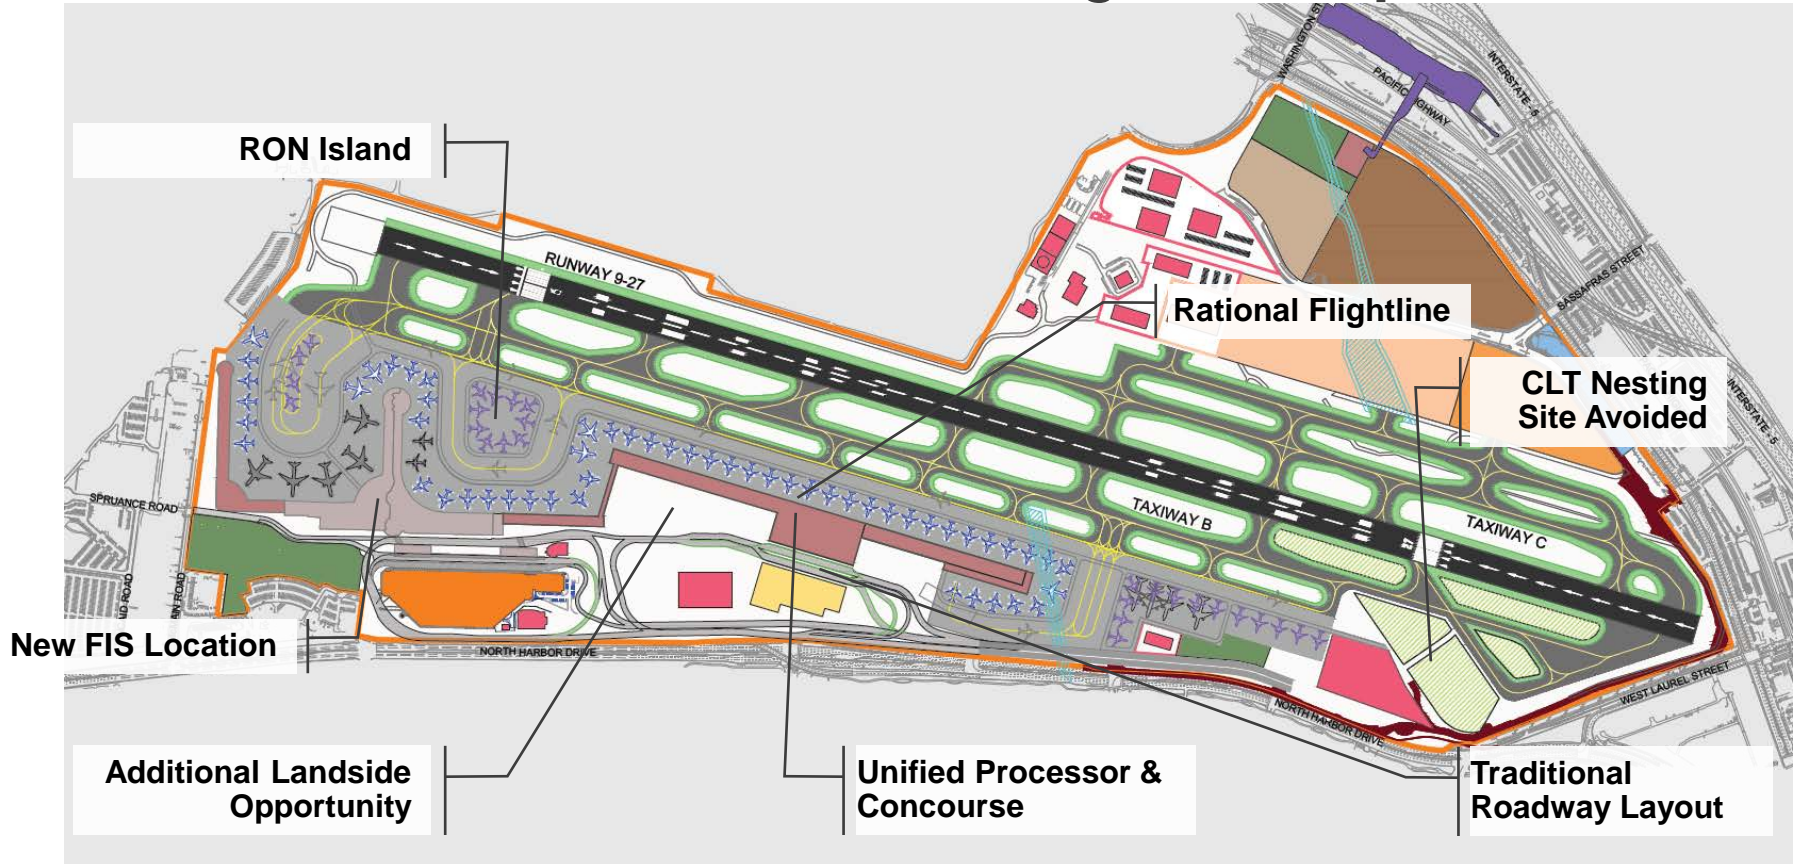 WASHINGTON ST
INTERSTATE - 5
PACIFIC HIGHWAY
RON Island
RUNWAY 9-27
SASSAFRAS STREET
Rational Flightline
CLT Nesting
Site Avoided
INTERSTATE - 5
SPRUANCE ROAD
TAXIWAY B
TAXIWAY C
New FIS Location
NORTH HARBOR DRIVE
WEST LAUREL STREET
NORTH HARBOR DRIVE
Additional Landside
Opportunity
Unified Processor &
Concourse
Traditional
Roadway Layout